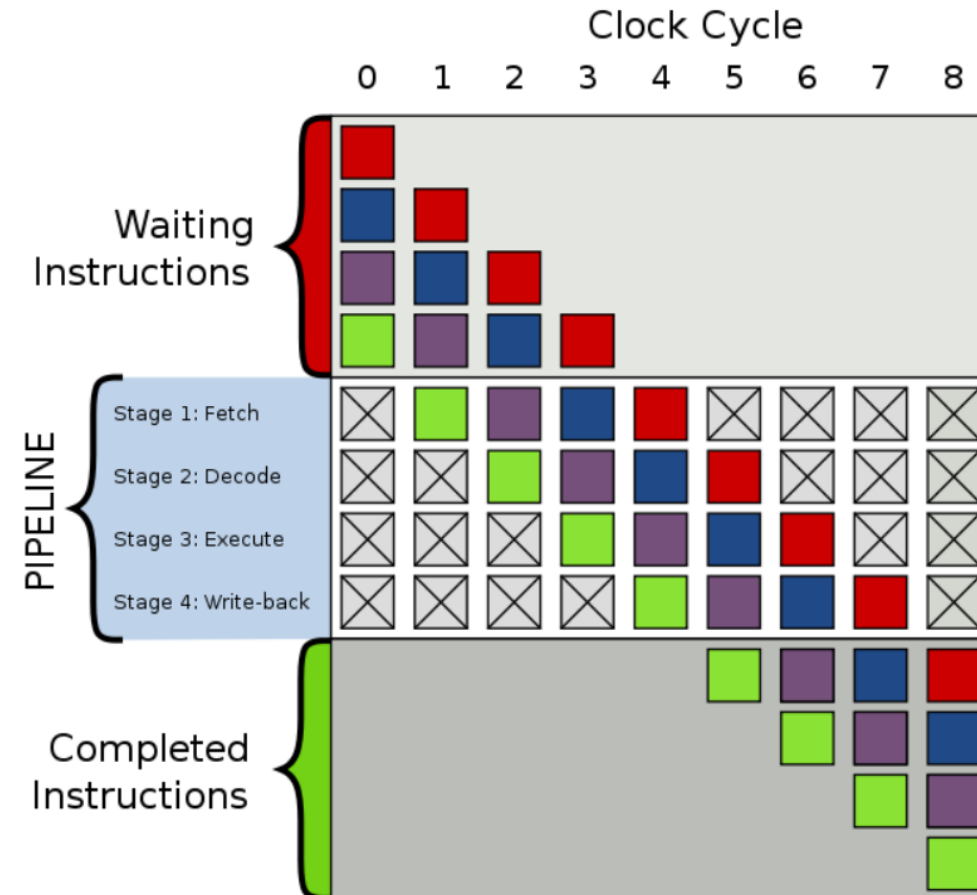 Clock Cycle
0 1 2 3 4 5 6 7 8
Waiting
Instructions
PIPELINE
Stage 1: Fetch
Stage 2: Decode
Stage 3: Execute
Stage 4: Write-back
Completed
Instructions